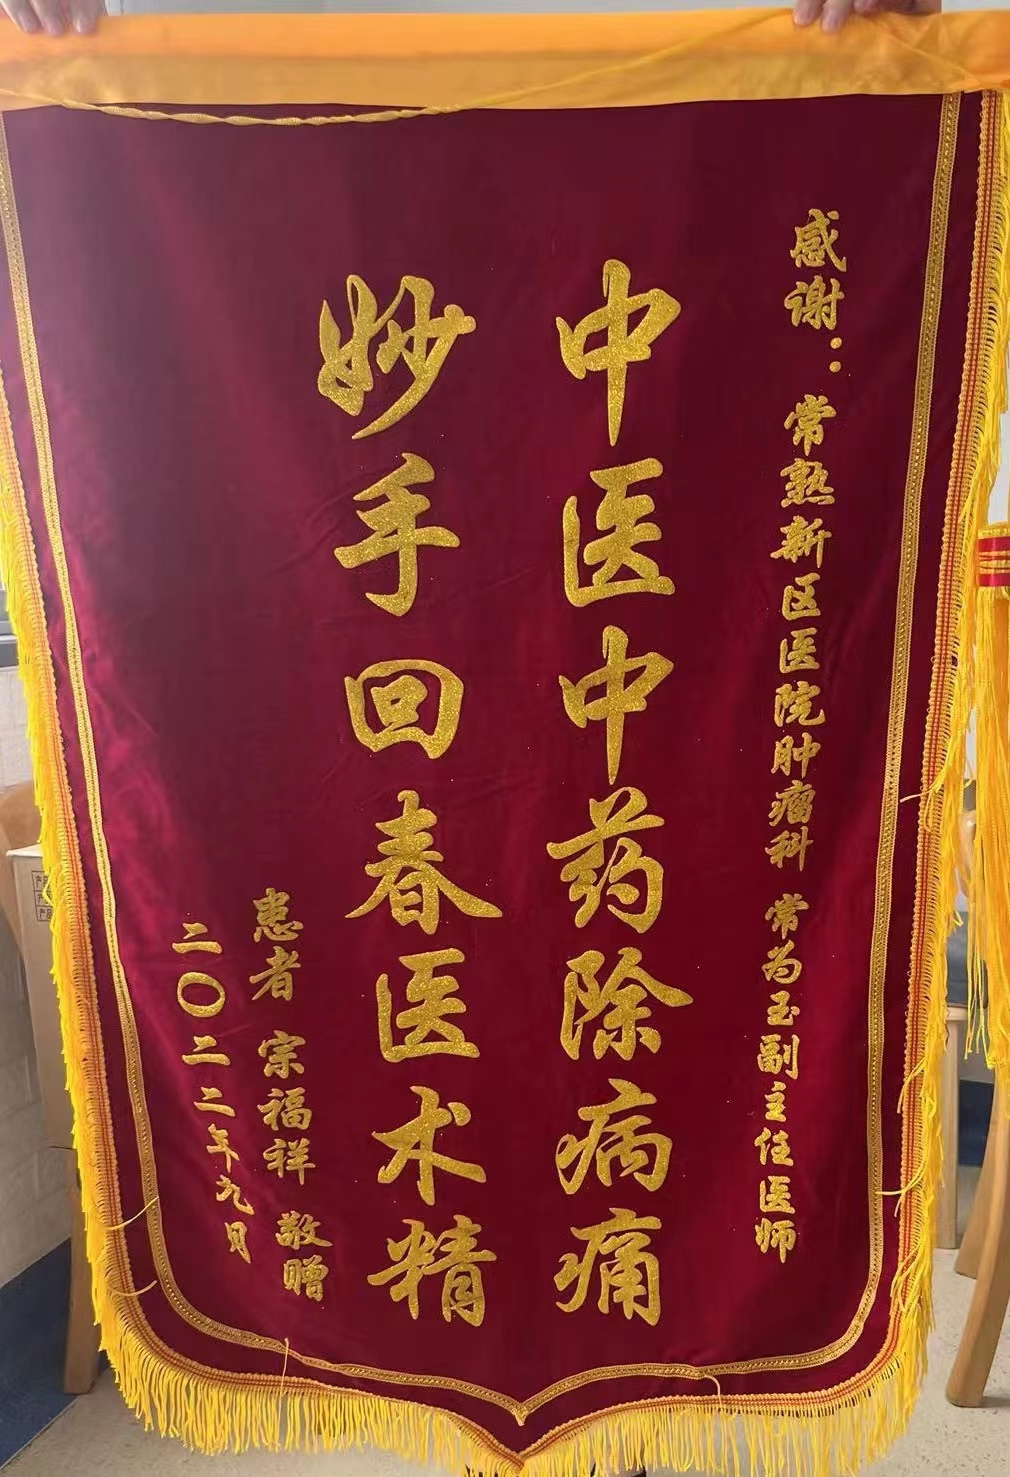 感谢：常熟新区医院肿瘤科 常为玉副主任医师
中医中药除病痛
妙手回春医术精
患者 宗福祥 敬赠
二〇二二年九月